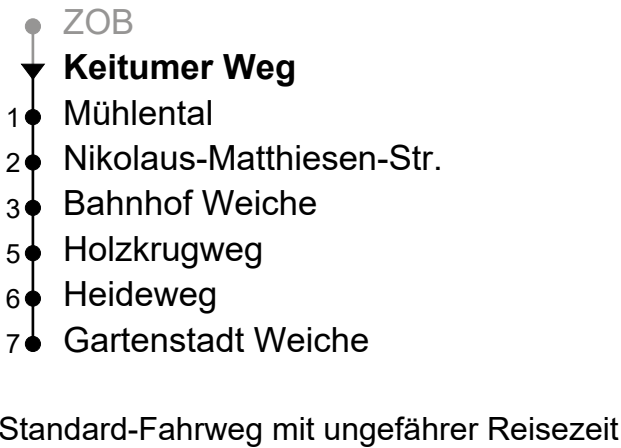 ZOB
Keitumer Weg
1 Mühlental
2 Nikolaus-Matthiesen-Str.
3 Bahnhof Weiche
5 Holzkrugweg
6 Heideweg
7 Gartenstadt Weiche
Standard-Fahrweg mit ungefährer Reisezeit